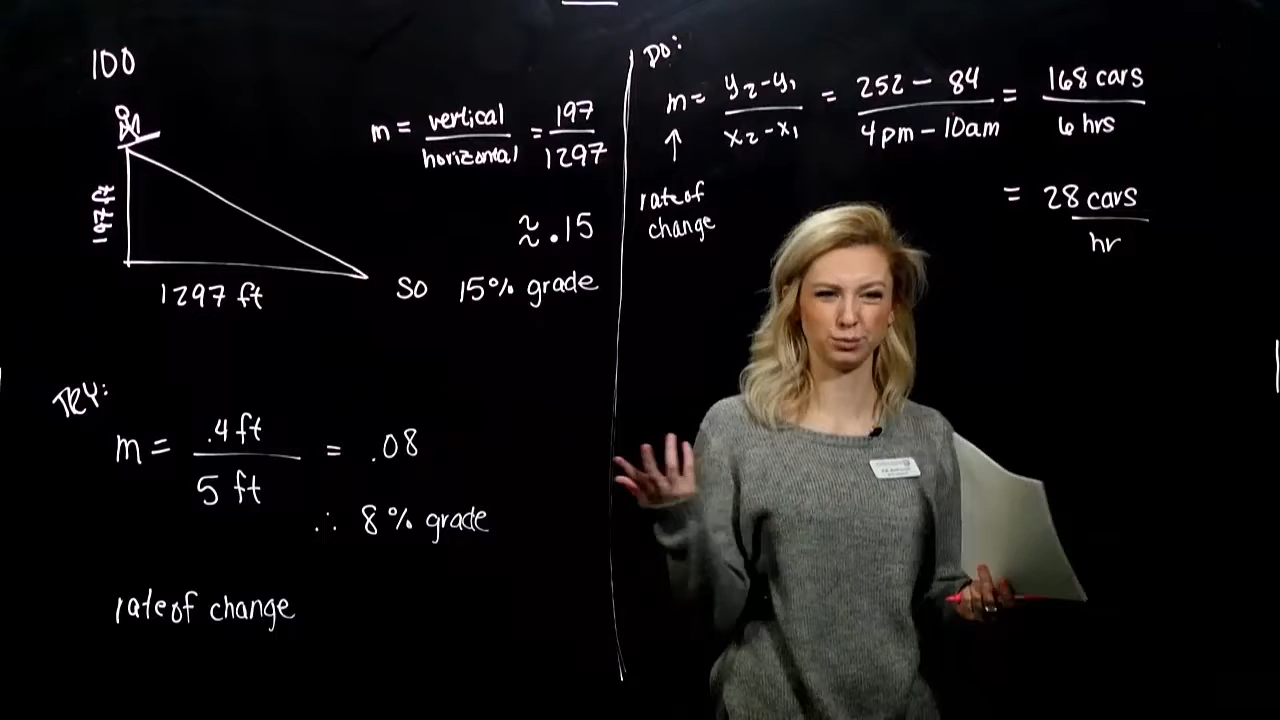 100
197 ft
1297 ft
m = vertical / horizontal = 197 / 1297
≈ .15
so 15% grade
TRY:
m = .4 ft / 5 ft = .08
∴ 8% grade
rate of change
DO:
m = y₂-y₁ / x₂-x₁ = 252 - 84 / 4pm - 10am = 168 cars / 6 hrs
↑
rate of
change
= 28 cars / hr